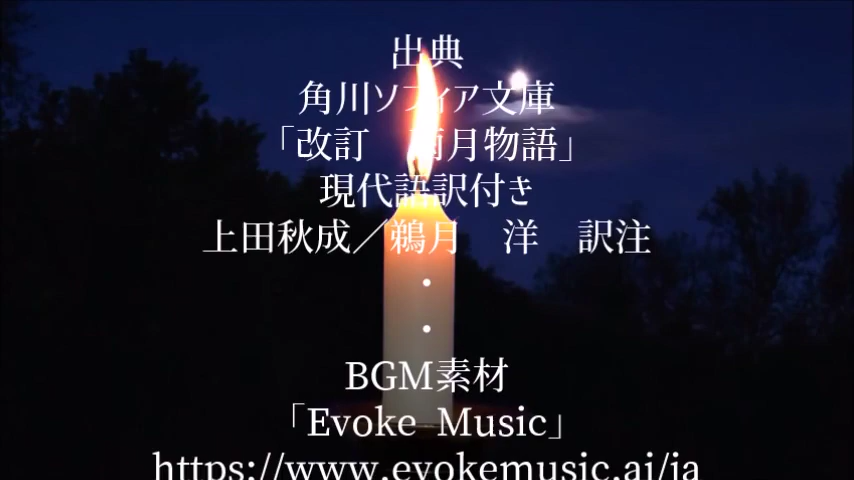 出典
角川ソフィア文庫
「改訂　雨月物語」
現代語訳付き
上田秋成／鵜月　洋　訳注
・
・
BGM素材
「Evoke Music」
https://www.evokemusic.ai/ja